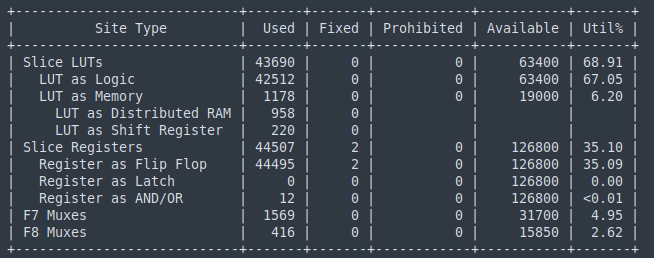 +----------------------------+-------+-------+------------+-----------+-------+
|          Site Type         |  Used | Fixed | Prohibited | Available | Util% |
+----------------------------+-------+-------+------------+-----------+-------+
| Slice LUTs                 | 43690 |     0 |          0 |     63400 | 68.91 |
|   LUT as Logic             | 42512 |     0 |          0 |     63400 | 67.05 |
|   LUT as Memory            |  1178 |     0 |          0 |     19000 |  6.20 |
|     LUT as Distributed RAM |   958 |     0 |            |           |       |
|     LUT as Shift Register  |   220 |     0 |            |           |       |
| Slice Registers            | 44507 |     2 |          0 |    126800 | 35.10 |
|   Register as Flip Flop    | 44495 |     2 |          0 |    126800 | 35.09 |
|   Register as Latch        |     0 |     0 |          0 |    126800 |  0.00 |
|   Register as AND/OR       |    12 |     0 |          0 |    126800 | <0.01 |
| F7 Muxes                   |  1569 |     0 |          0 |     31700 |  4.95 |
| F8 Muxes                   |   416 |     0 |          0 |     15850 |  2.62 |
+----------------------------+-------+-------+------------+-----------+-------+